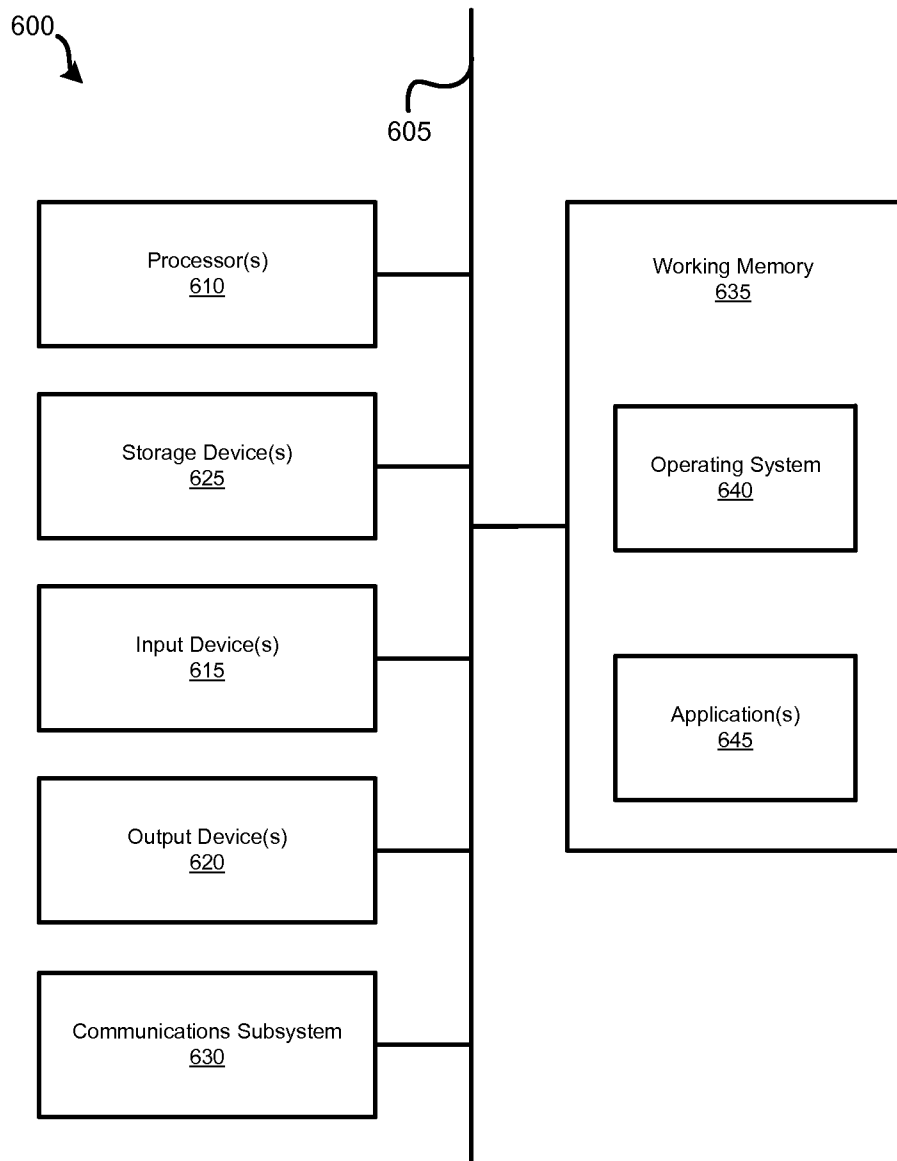 600
605
Processor(s)
610
Storage Device(s)
625
Input Device(s)
615
Output Device(s)
620
Communications Subsystem
630
Working Memory
635
Operating System
640
Application(s)
645